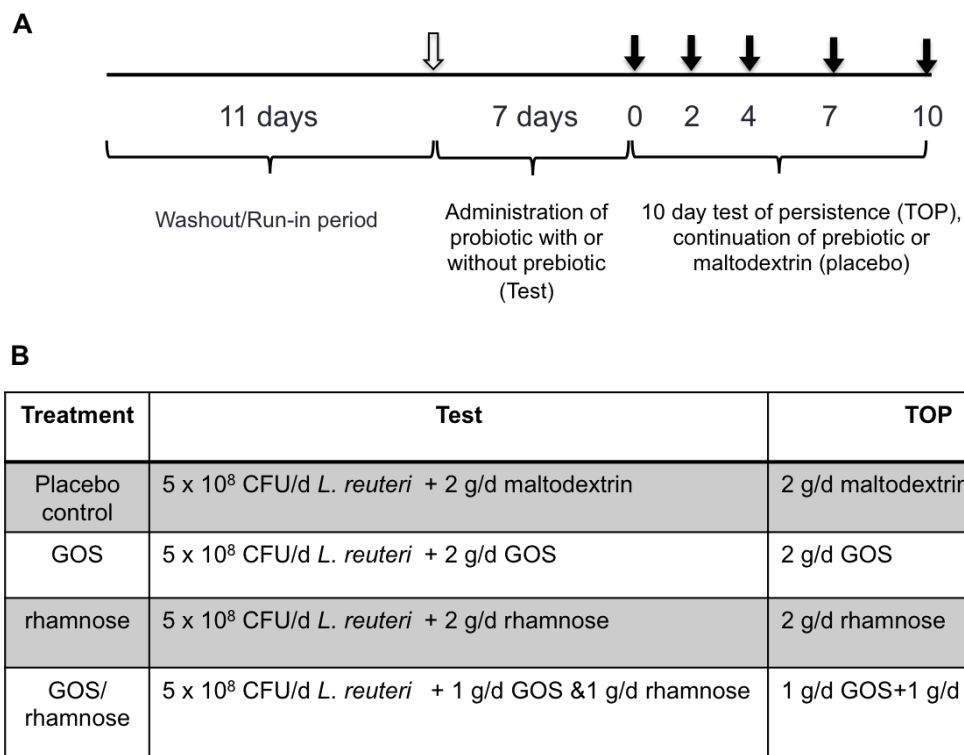 A
11 days 7 days 0 2 4 7 10
Washout/Run-in period
Administration of
probiotic with or
without prebiotic
(Test)
10 day test of persistence (TOP),
continuation of prebiotic or
maltodextrin (placebo)
B
Treatment Test TOP
Placebo
control
5 x 10⁸ CFU/d L. reuteri + 2 g/d maltodextrin
2 g/d maltodextrin
GOS 5 x 10⁸ CFU/d L. reuteri + 2 g/d GOS 2 g/d GOS
rhamnose 5 x 10⁸ CFU/d L. reuteri + 2 g/d rhamnose 2 g/d rhamnose
GOS/
rhamnose
5 x 10⁸ CFU/d L. reuteri + 1 g/d GOS &1 g/d rhamnose
1 g/d GOS+1 g/d